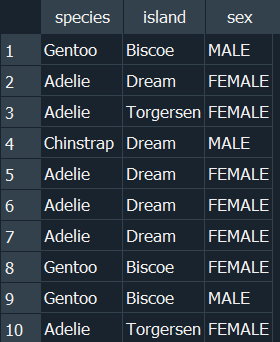 species island sex
1 Gentoo Biscoe MALE
2 Adelie Dream FEMALE
3 Adelie Torgersen FEMALE
4 Chinstrap Dream MALE
5 Adelie Dream FEMALE
6 Adelie Dream FEMALE
7 Adelie Dream FEMALE
8 Gentoo Biscoe FEMALE
9 Gentoo Biscoe MALE
10 Adelie Torgersen FEMALE